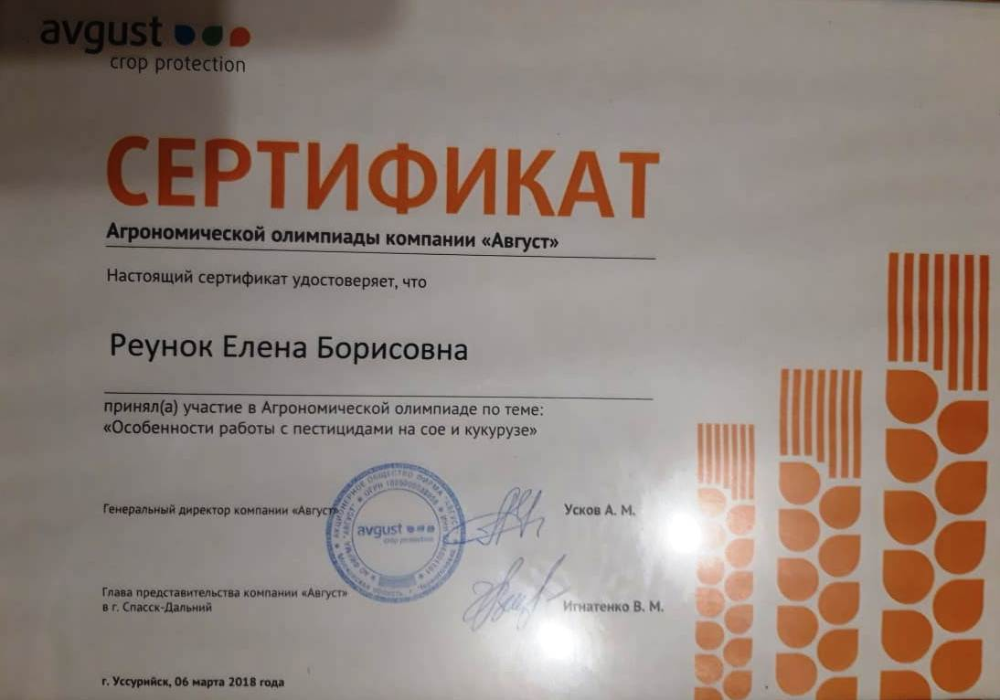 avgust
crop protection
СЕРТИФИКАТ
Агрономической олимпиады компании «Август»
Настоящий сертификат удостоверяет, что
Реунок Елена Борисовна
принял(а) участие в Агрономической олимпиаде по теме:
«Особенности работы с пестицидами на сое и кукурузе»
Генеральный директор компании «Август»
Усков А. М.
avgust
crop protection
Глава представительства компании «Август»
в г. Спасск-Дальний
Игнатенко В. М.
г. Уссурийск, 06 марта 2018 года